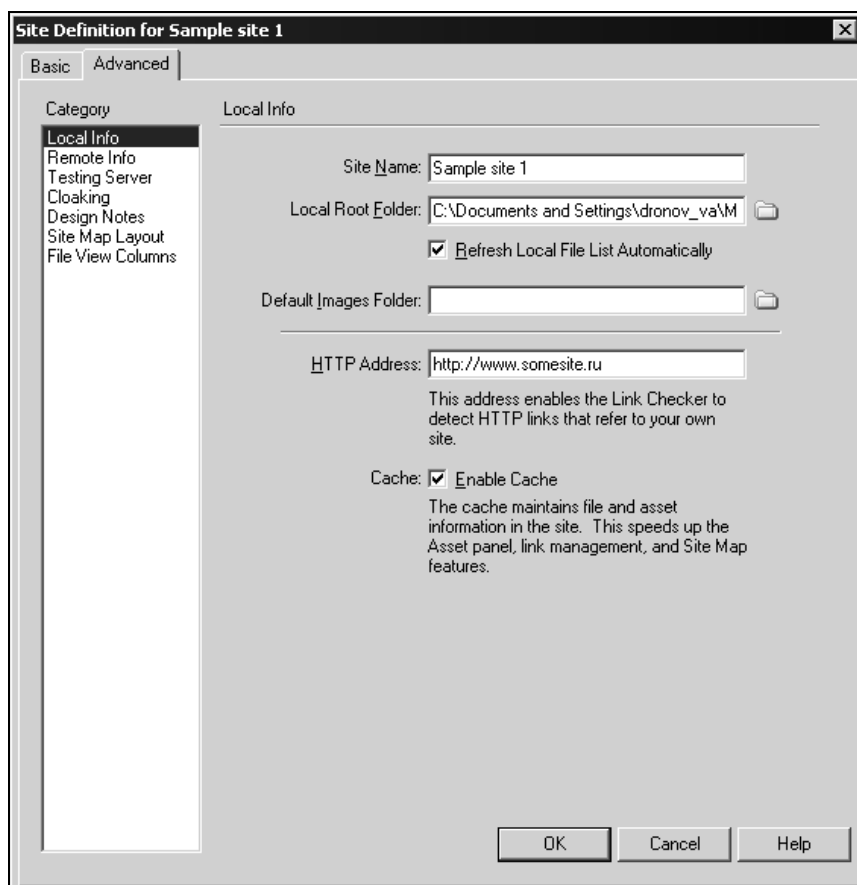 Site Definition for Sample site 1
Basic
Advanced
Category
Local Info
Remote Info
Testing Server
Cloaking
Design Notes
Site Map Layout
File View Columns
Local Info
Site Name: Sample site 1
Local Root Folder: C:\Documents and Settings\dronov_va\M
Refresh Local File List Automatically
Default Images Folder:
HTTP Address: http://www.somesite.ru
This address enables the Link Checker to
detect HTTP links that refer to your own
site.
Cache: Enable Cache
The cache maintains file and asset
information in the site. This speeds up the
Asset panel, link management, and Site Map
features.
OK
Cancel
Help